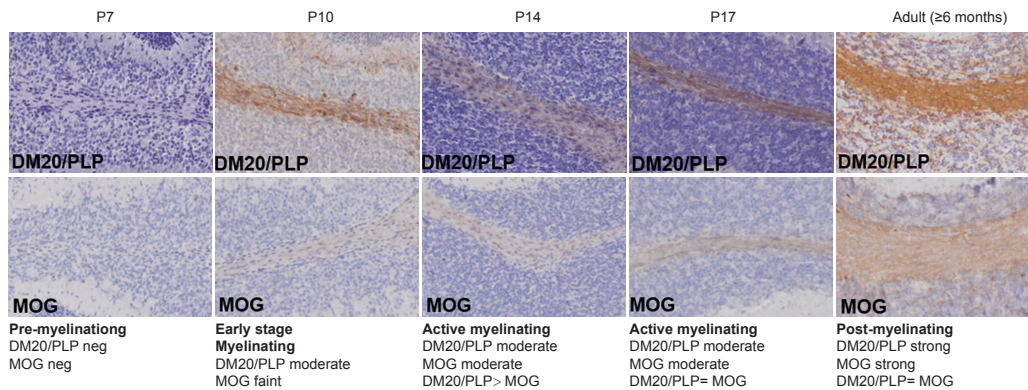 P7 P10 P14 P17 Adult (≥6 months)
DM20/PLP DM20/PLP DM20/PLP DM20/PLP DM20/PLP
MOG MOG MOG MOG MOG
Pre-myelinationg
DM20/PLP neg
MOG neg
Early stage
Myelinating
DM20/PLP moderate
MOG faint
Active myelinating
DM20/PLP moderate
MOG moderate
DM20/PLP> MOG
Active myelinating
DM20/PLP moderate
MOG moderate
DM20/PLP= MOG
Post-myelinating
DM20/PLP strong
MOG strong
DM20/PLP= MOG